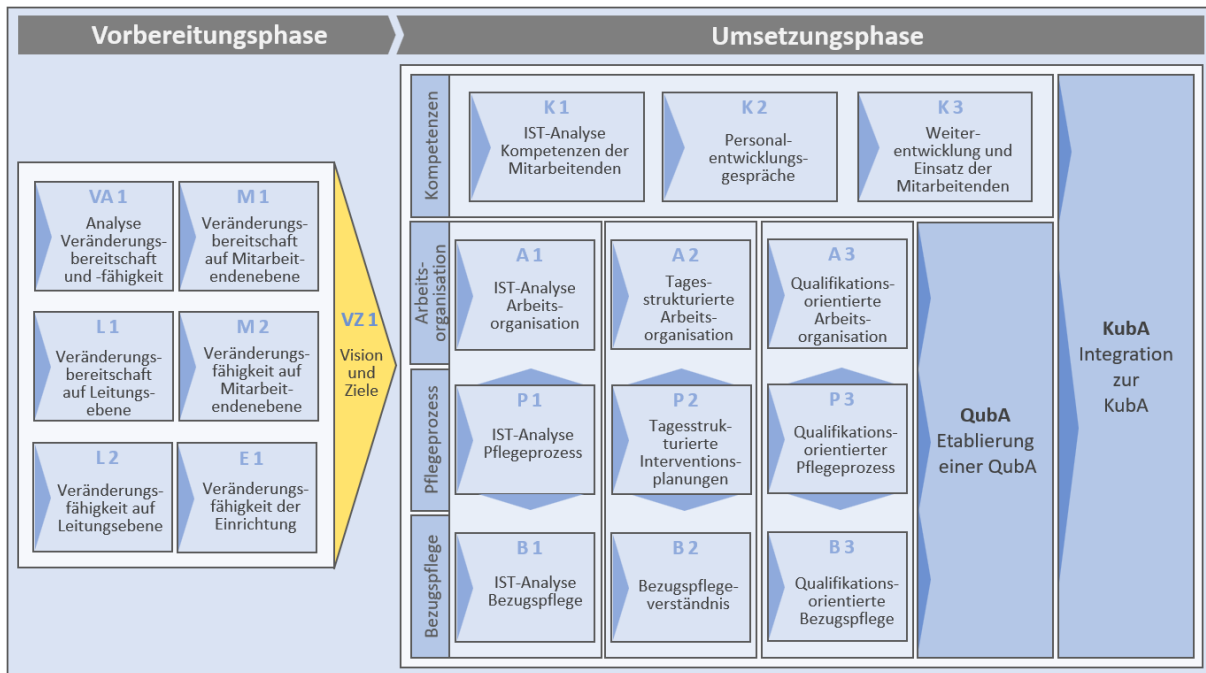 Vorbereitungsphase
Umsetzungsphase
VA 1
Analyse
Veränderungs-
bereitschaft
und -fähigkeit
M 1
Veränderungs-
bereitschaft
auf Mitarbeit-
endenebene
L 1
Veränderungs-
bereitschaft
auf Leitungs-
ebene
M 2
Veränderungs-
fähigkeit auf
Mitarbeit-
endenebene
L 2
Veränderungs-
fähigkeit auf
Leitungsebene
E 1
Veränderungs-
fähigkeit der
Einrichtung
VZ 1
Vision
und
Ziele
Kompetenzen
K 1
IST-Analyse
Kompetenzen der
Mitarbeitenden
K 2
Personal-
entwicklungs-
gespräche
K 3
Weiter-
entwicklung und
Einsatz der
Mitarbeitenden
Arbeits-
organisation
A 1
IST-Analyse
Arbeits-
organisation
A 2
Tages-
strukturierte
Arbeits-
organisation
A 3
Qualifikations-
orientierte
Arbeits-
organisation
Pflegeprozess
P 1
IST-Analyse
Pflegeprozess
P 2
Tagesstruk-
turierte
Interventions-
planungen
P 3
Qualifikations-
orientierter
Pflegeprozess
Bezugspflege
B 1
IST-Analyse
Bezugspflege
B 2
Bezugspflege-
verständnis
B 3
Qualifikations-
orientierte
Bezugspflege
QubA
Etablierung
einer QubA
KubA
Integration
zur
KubA